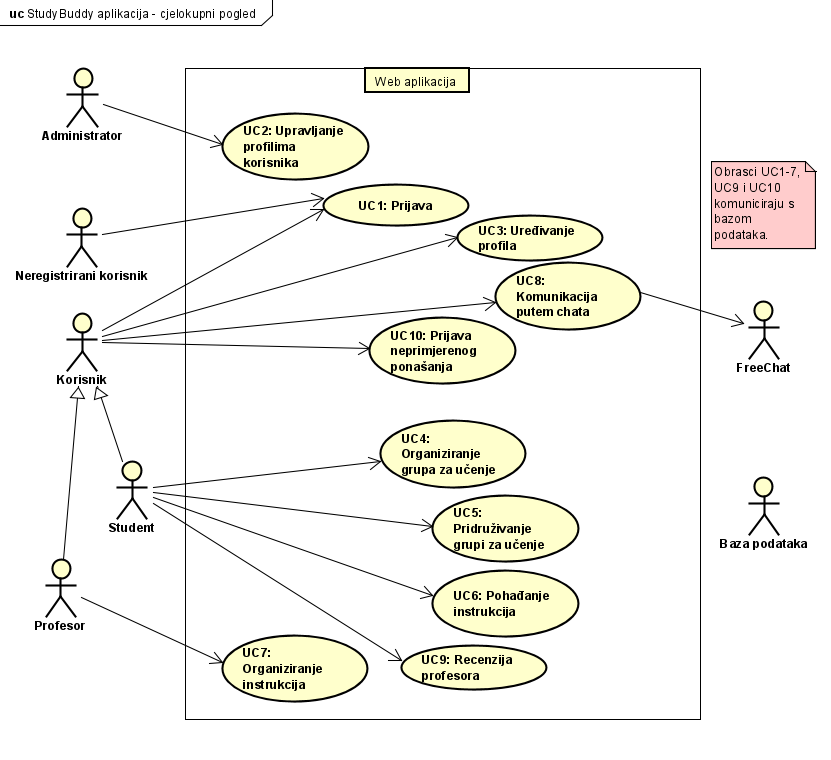 uc StudyBuddy aplikacija - cjelokupni pogled
Web aplikacija
Administrator
UC2: Upravljanje
profilima
korisnika
Neregistrirani korisnik
UC1: Prijava
Obrasci UC1-7,
UC9 i UC10
komuniciraju s
bazom
podataka.
UC3: Uređivanje
profila
UC8:
Komunikacija
putem chata
Korisnik
UC10: Prijava
neprimjerenog
ponašanja
FreeChat
UC4:
Organiziranje
grupa za učenje
Student
UC5:
Pridruživanje
grupi za učenje
Baza podataka
UC6: Pohađanje
instrukcija
Profesor
UC7:
Organiziranje
instrukcija
UC9: Recenzija
profesora